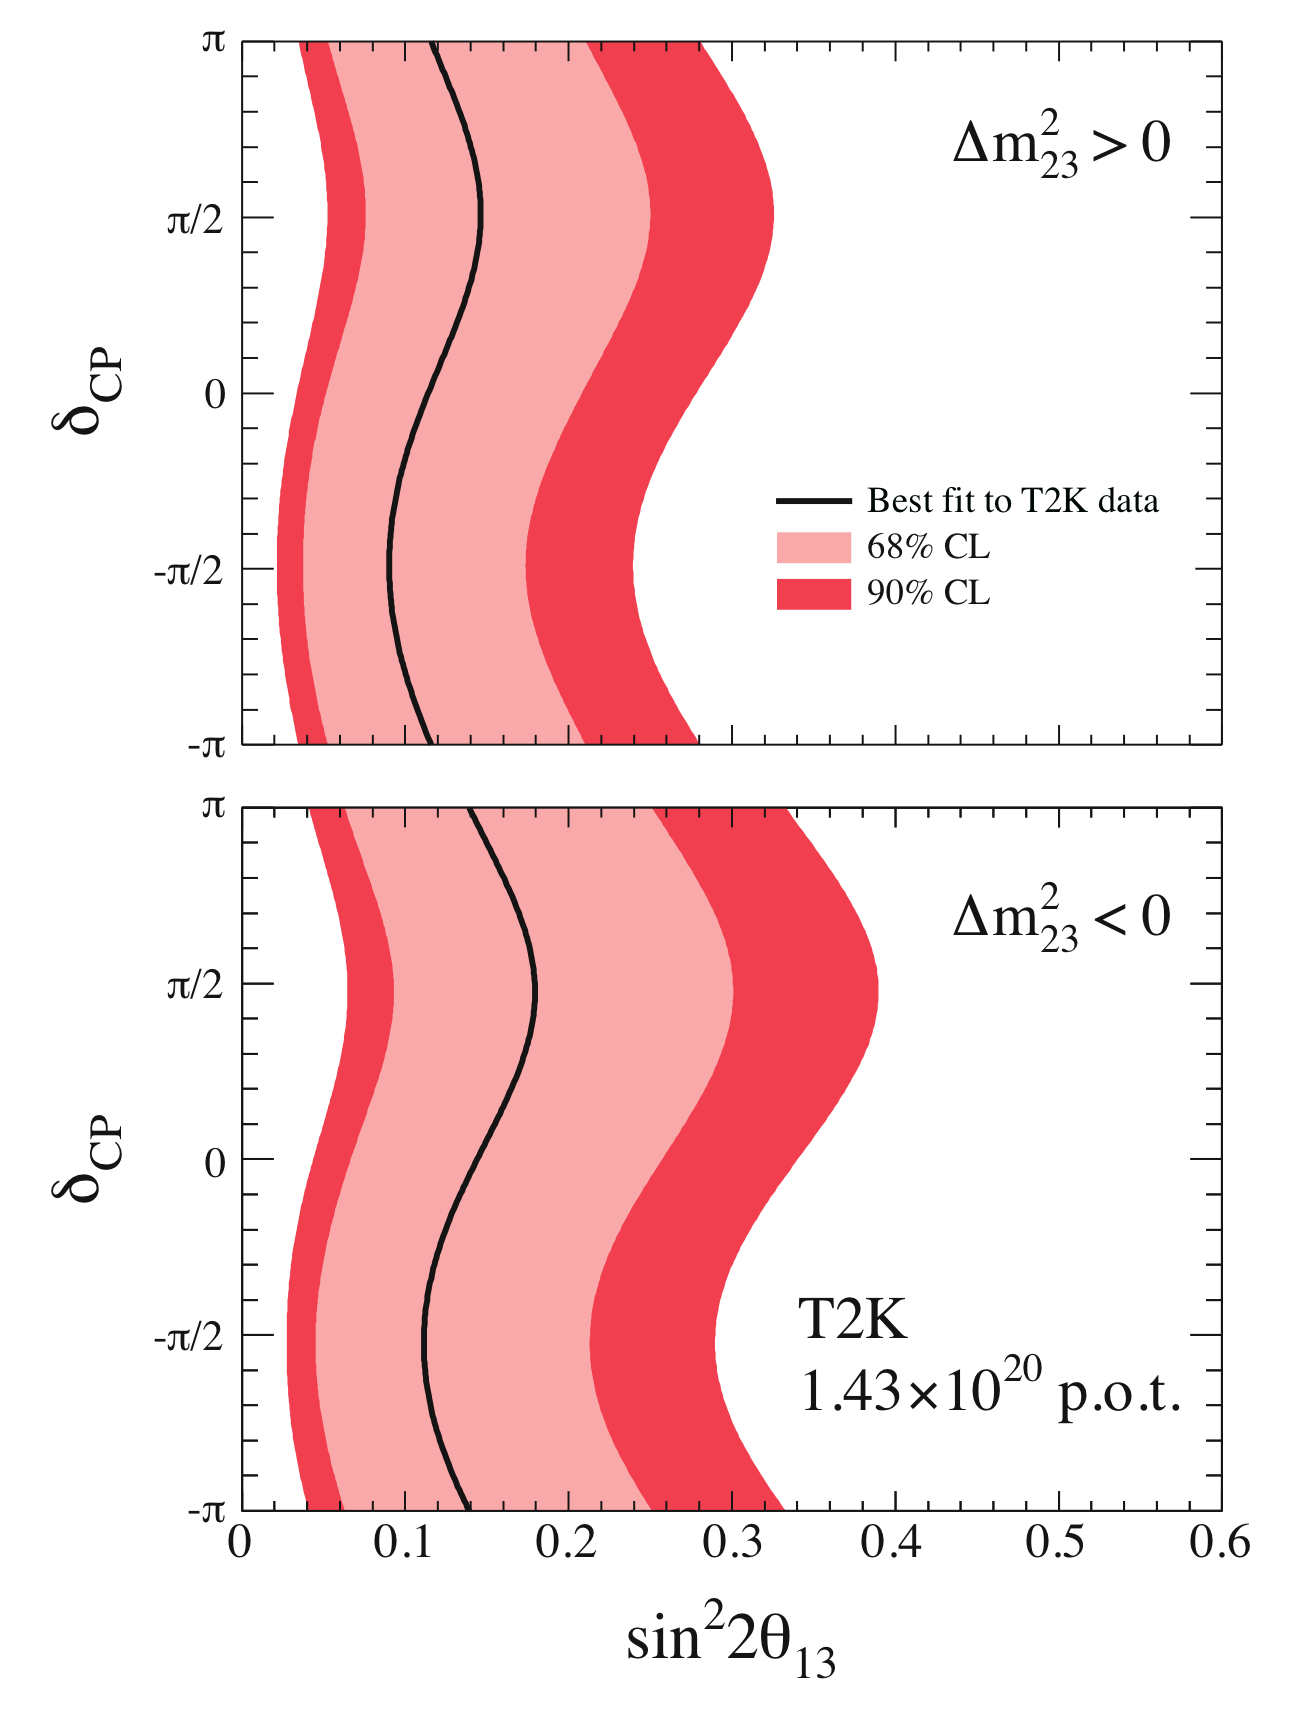 π
Δm²₂₃ > 0
π/2
δCP
0
Best fit to T2K data
68% CL
-π/2
90% CL
-π
π
Δm²₂₃ < 0
π/2
δCP
0
T2K
-π/2
1.43×10²⁰ p.o.t.
-π
0 0.1 0.2 0.3 0.4 0.5 0.6
sin²2θ₁₃